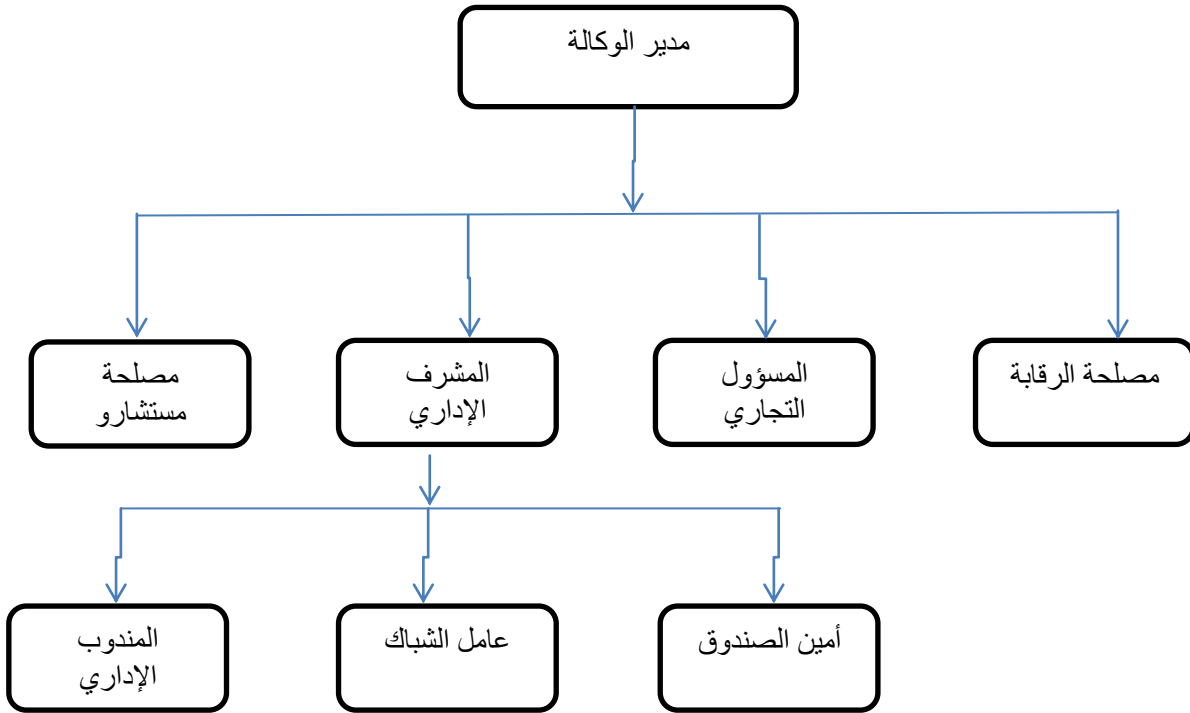 مدير الوكالة
مصلحة الرقابة
المسؤول
التجاري
المشرف
الإداري
مصلحة
مستشارو
أمين الصندوق
عامل الشباك
المندوب
الإداري